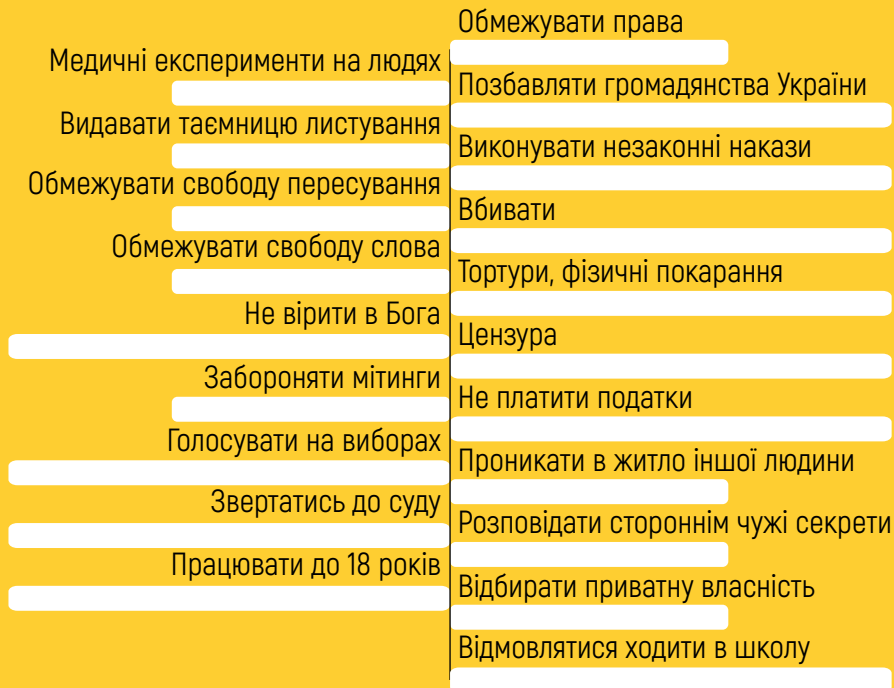 Медичні експерименти на людях
Видавати таємницю листування
Обмежувати свободу пересування
Обмежувати свободу слова
Не вірити в Бога
Забороняти мітинги
Голосувати на виборах
Звертатись до суду
Працювати до 18 років
Обмежувати права
Позбавляти громадянства України
Виконувати незаконні накази
Вбивати
Тортури, фізичні покарання
Цензура
Не платити податки
Проникати в житло іншої людини
Розповідати стороннім чужі секрети
Відбирати приватну власність
Відмовлятися ходити в школу